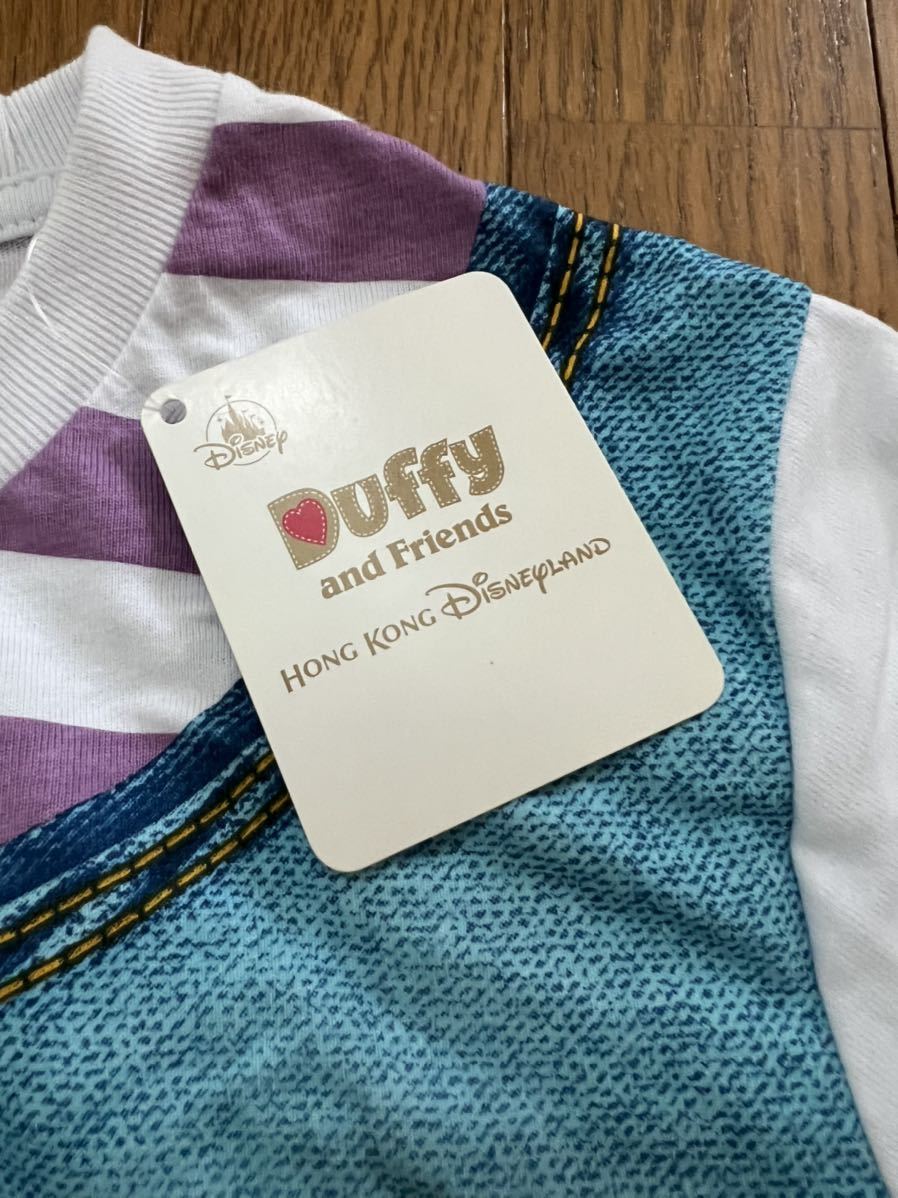 Disney
Duffy
and Friends
Hong Kong Disneyland